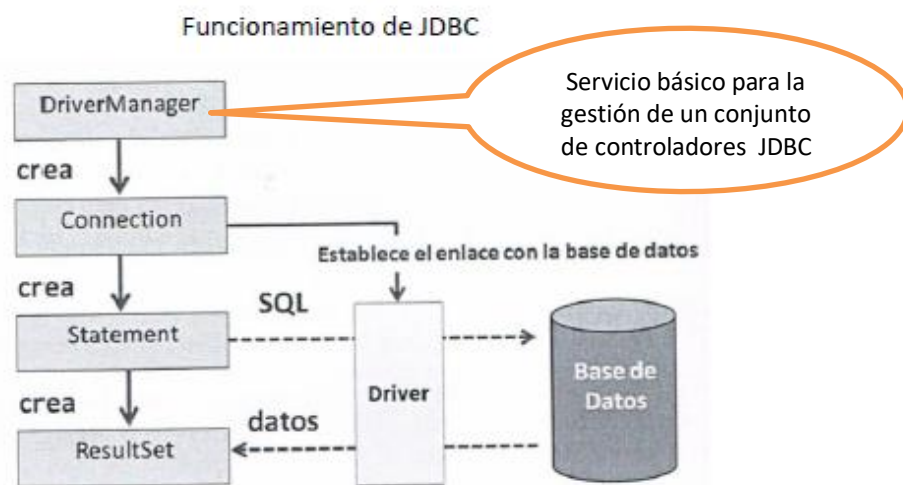 Funcionamiento de JDBC
DriverManager
Servicio básico para la
gestión de un conjunto
de controladores JDBC
crea
Connection
Establece el enlace con la base de datos
crea
SQL
Statement
Driver
Base de
Datos
crea
datos
ResultSet